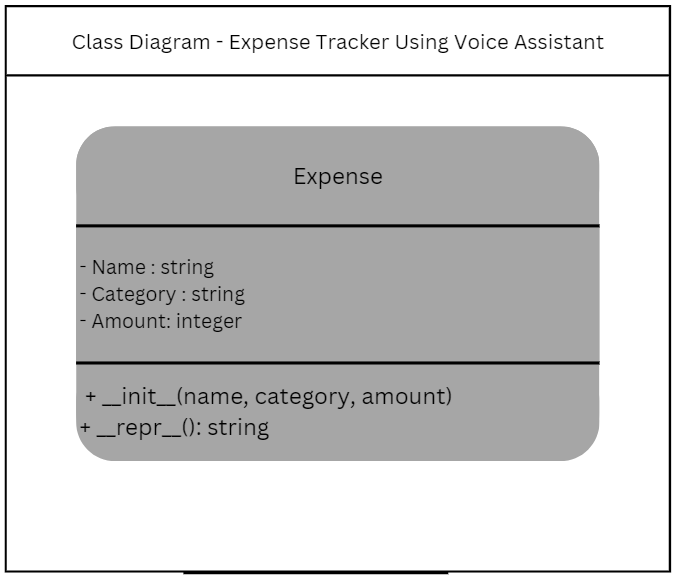 Class Diagram - Expense Tracker Using Voice Assistant
Expense
- Name : string
- Category : string
- Amount: integer
+ __init__(name, category, amount)
+ __repr__(): string